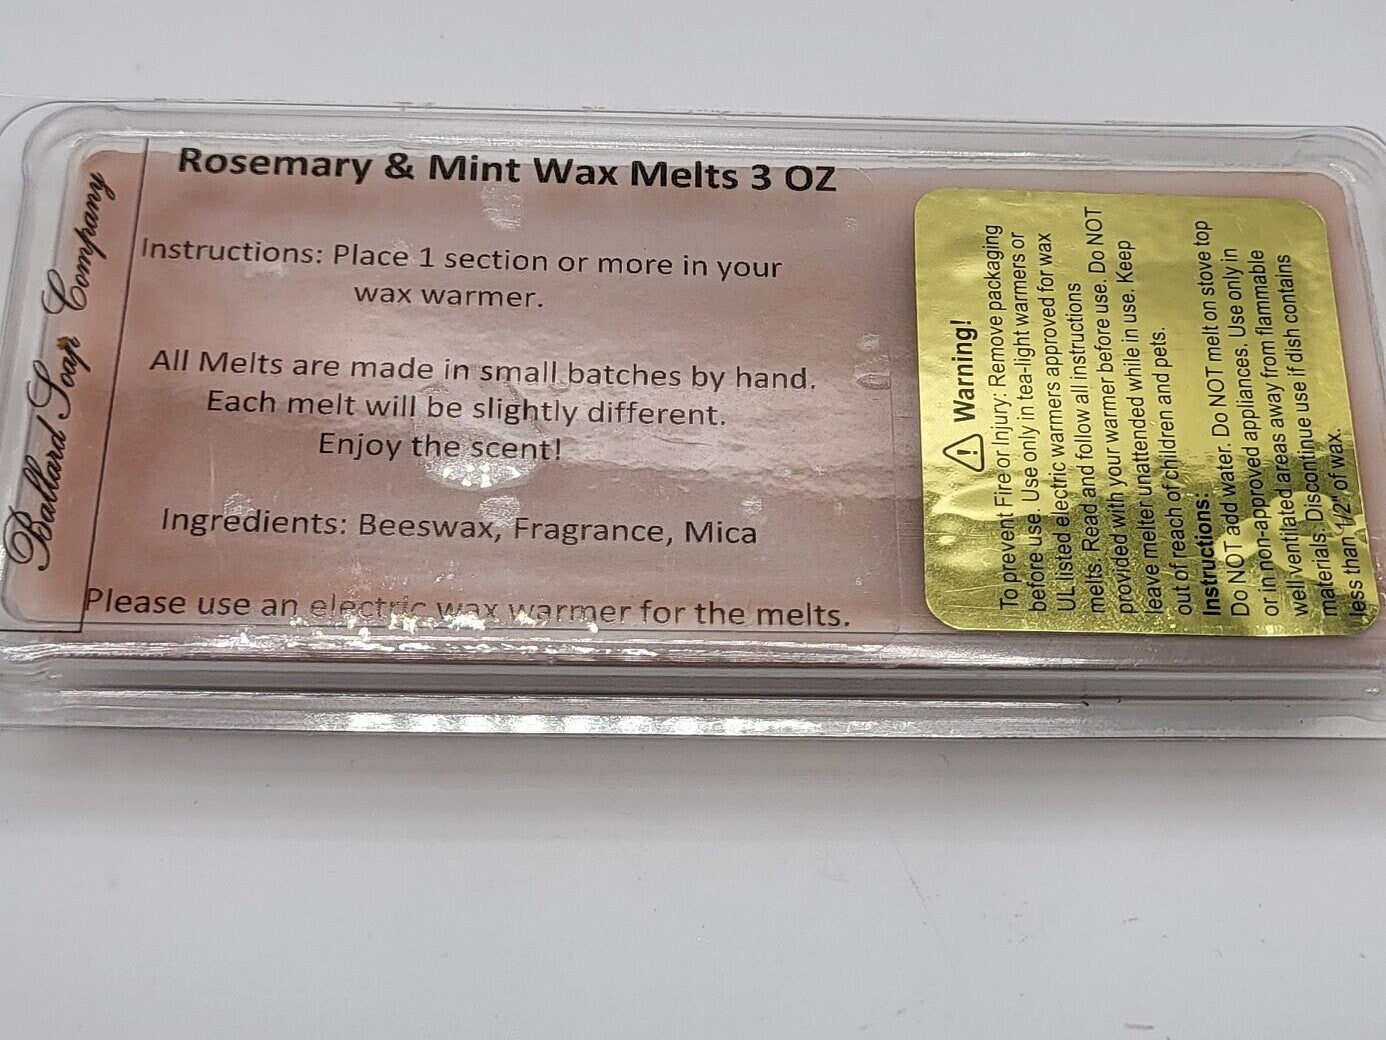 Ballard Soap Company
Rosemary & Mint Wax Melts 3 OZ
Instructions: Place 1 section or more in your
wax warmer.
All Melts are made in small batches by hand.
Each melt will be slightly different.
Enjoy the scent!
Ingredients: Beeswax, Fragrance, Mica
Please use an electric wax warmer for the melts.
Warning!
To prevent Fire or Injury: Remove packaging
before use. Use only in tea-light warmers or
UL listed electric warmers approved for wax
melts. Read and follow all instructions
provided with your warmer before use. Do NOT
leave melter unattended while in use. Keep
out of reach of children and pets.
Instructions:
Do NOT add water. Do NOT melt on stove top
or in non-approved appliances. Use only in
well ventilated areas away from flammable
materials. Discontinue use if dish contains
less than 1/2" of wax.